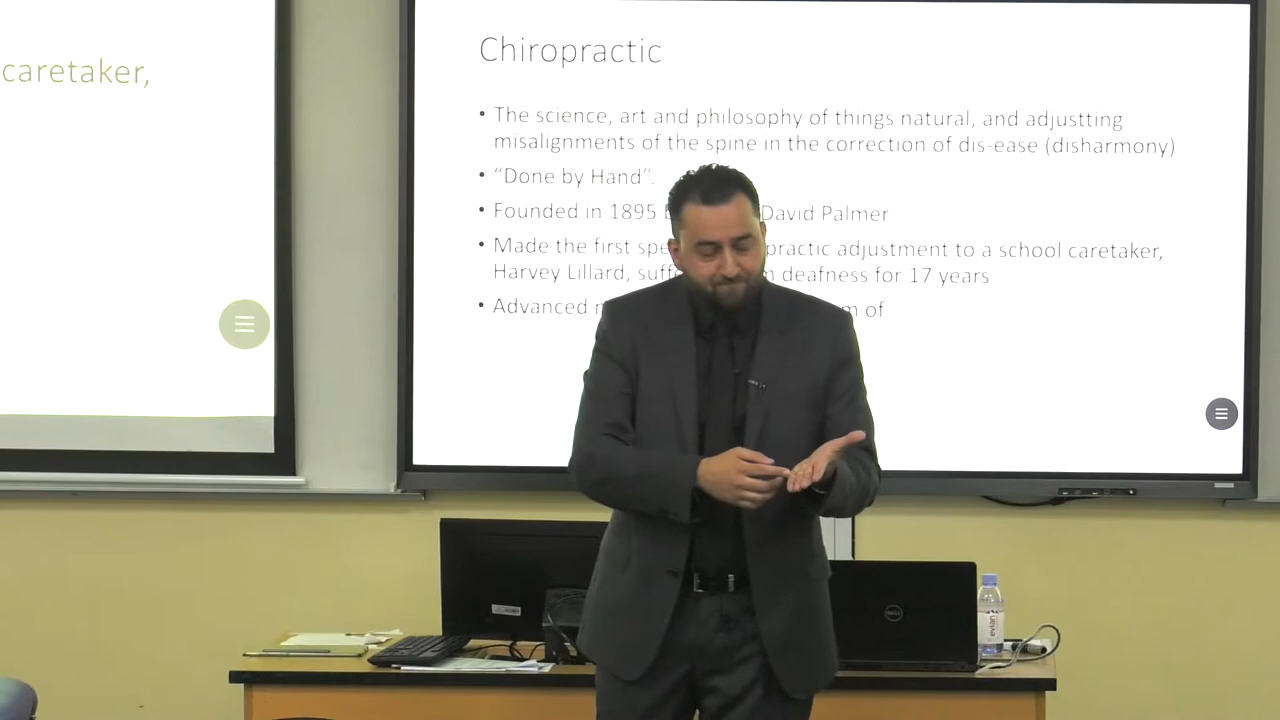 caretaker,
Chiropractic
• The science, art and philosophy of things natural, and adjustting
misalignments of the spine in the correction of dis-ease (disharmony)
• “Done by Hand”.
• Founded in 1895 David Palmer
• Made the first adjustment to a school caretaker,
Harvey Lillard, deafness for 17 years
• Advanced of
DELL
evian